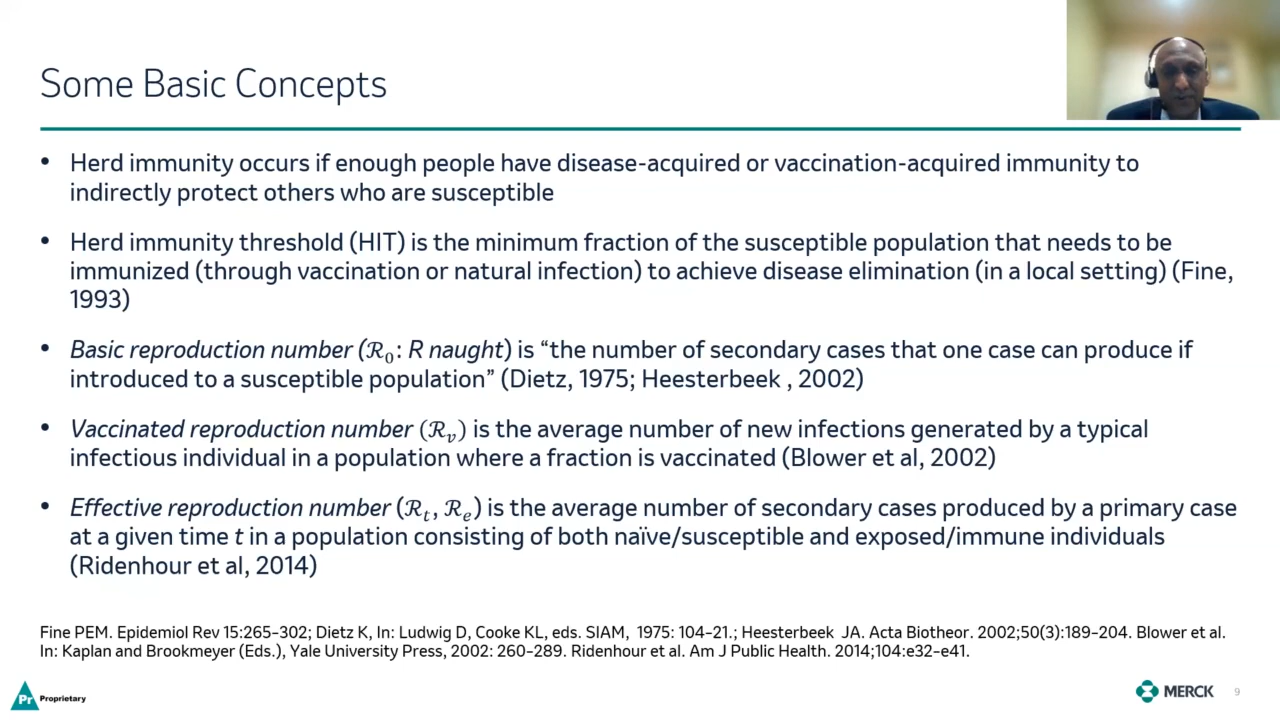 Some Basic Concepts
• Herd immunity occurs if enough people have disease-acquired or vaccination-acquired immunity to
indirectly protect others who are susceptible
• Herd immunity threshold (HIT) is the minimum fraction of the susceptible population that needs to be
immunized (through vaccination or natural infection) to achieve disease elimination (in a local setting) (Fine,
1993)
• Basic reproduction number (ℛ₀: R naught) is “the number of secondary cases that one case can produce if
introduced to a susceptible population” (Dietz, 1975; Heesterbeek , 2002)
• Vaccinated reproduction number (ℛᵥ) is the average number of new infections generated by a typical
infectious individual in a population where a fraction is vaccinated (Blower et al, 2002)
• Effective reproduction number (ℛₜ, ℛₑ) is the average number of secondary cases produced by a primary case
at a given time t in a population consisting of both naïve/susceptible and exposed/immune individuals
(Ridenhour et al, 2014)
Fine PEM. Epidemiol Rev 15:265–302; Dietz K, In: Ludwig D, Cooke KL, eds. SIAM, 1975: 104–21.; Heesterbeek JA. Acta Biotheor. 2002;50(3):189–204. Blower et al.
In: Kaplan and Brookmeyer (Eds.), Yale University Press, 2002: 260–289. Ridenhour et al. Am J Public Health. 2014;104:e32–e41.
Pr Proprietary
MERCK 9